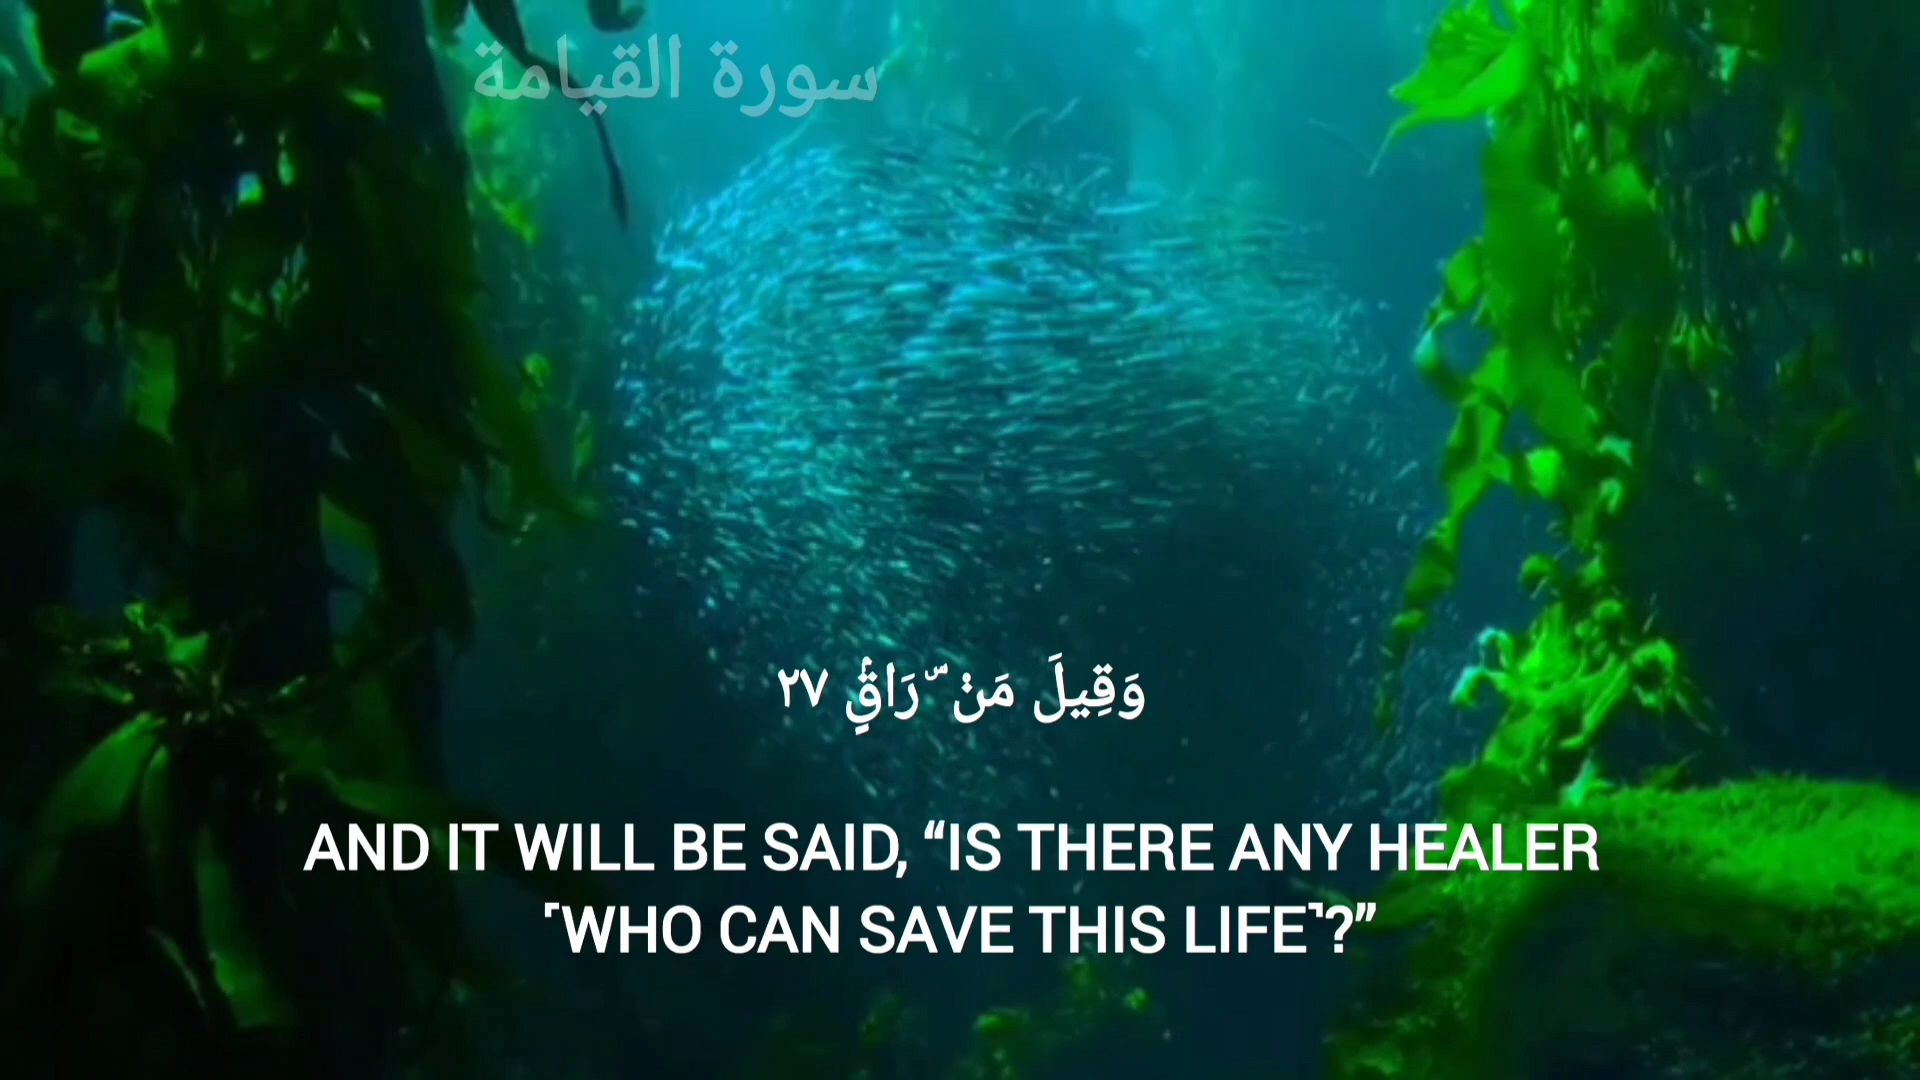 سورة القيامة
وَقِيلَ مَنْ ۜ رَاقٍۢ ٢٧
AND IT WILL BE SAID, “IS THERE ANY HEALER
˹WHO CAN SAVE THIS LIFE˺?”